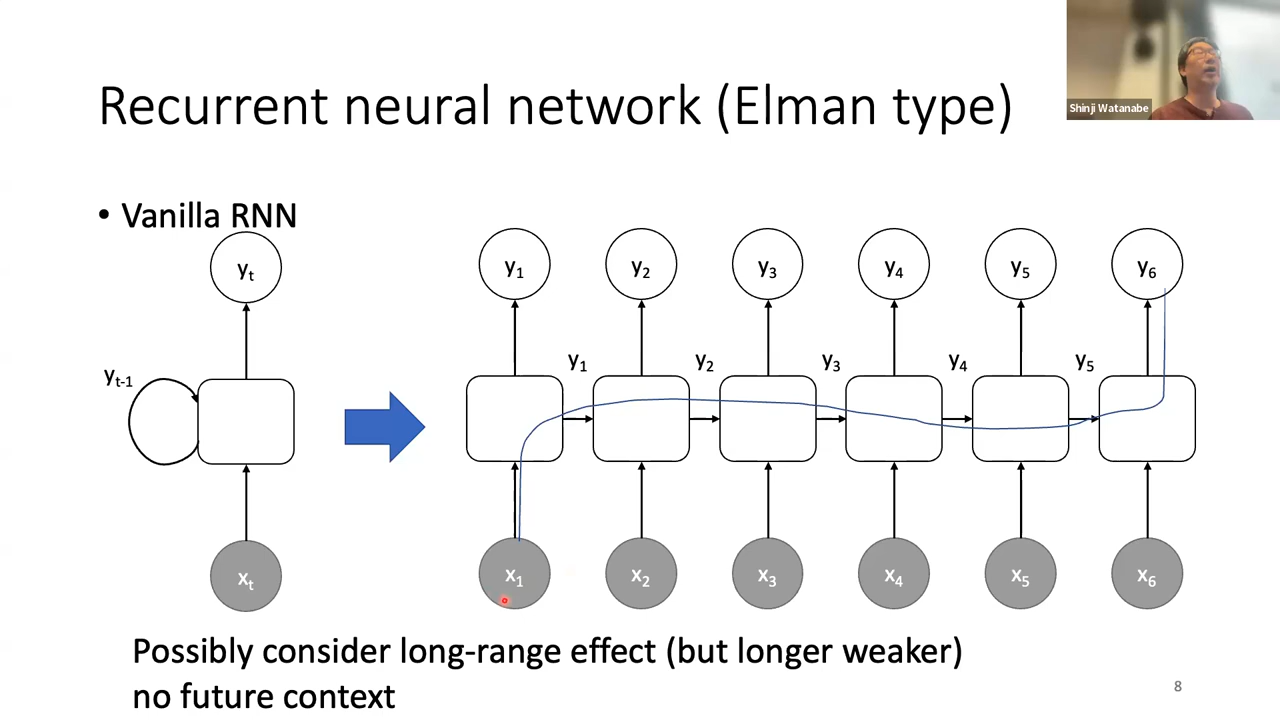 Shinji Watanabe
Recurrent neural network (Elman type)
• Vanilla RNN
yt
yt-1
xt
y1 y2 y3 y4 y5 y6
y1 y2 y3 y4 y5
x1 x2 x3 x4 x5 x6
Possibly consider long-range effect (but longer weaker)
no future context
8